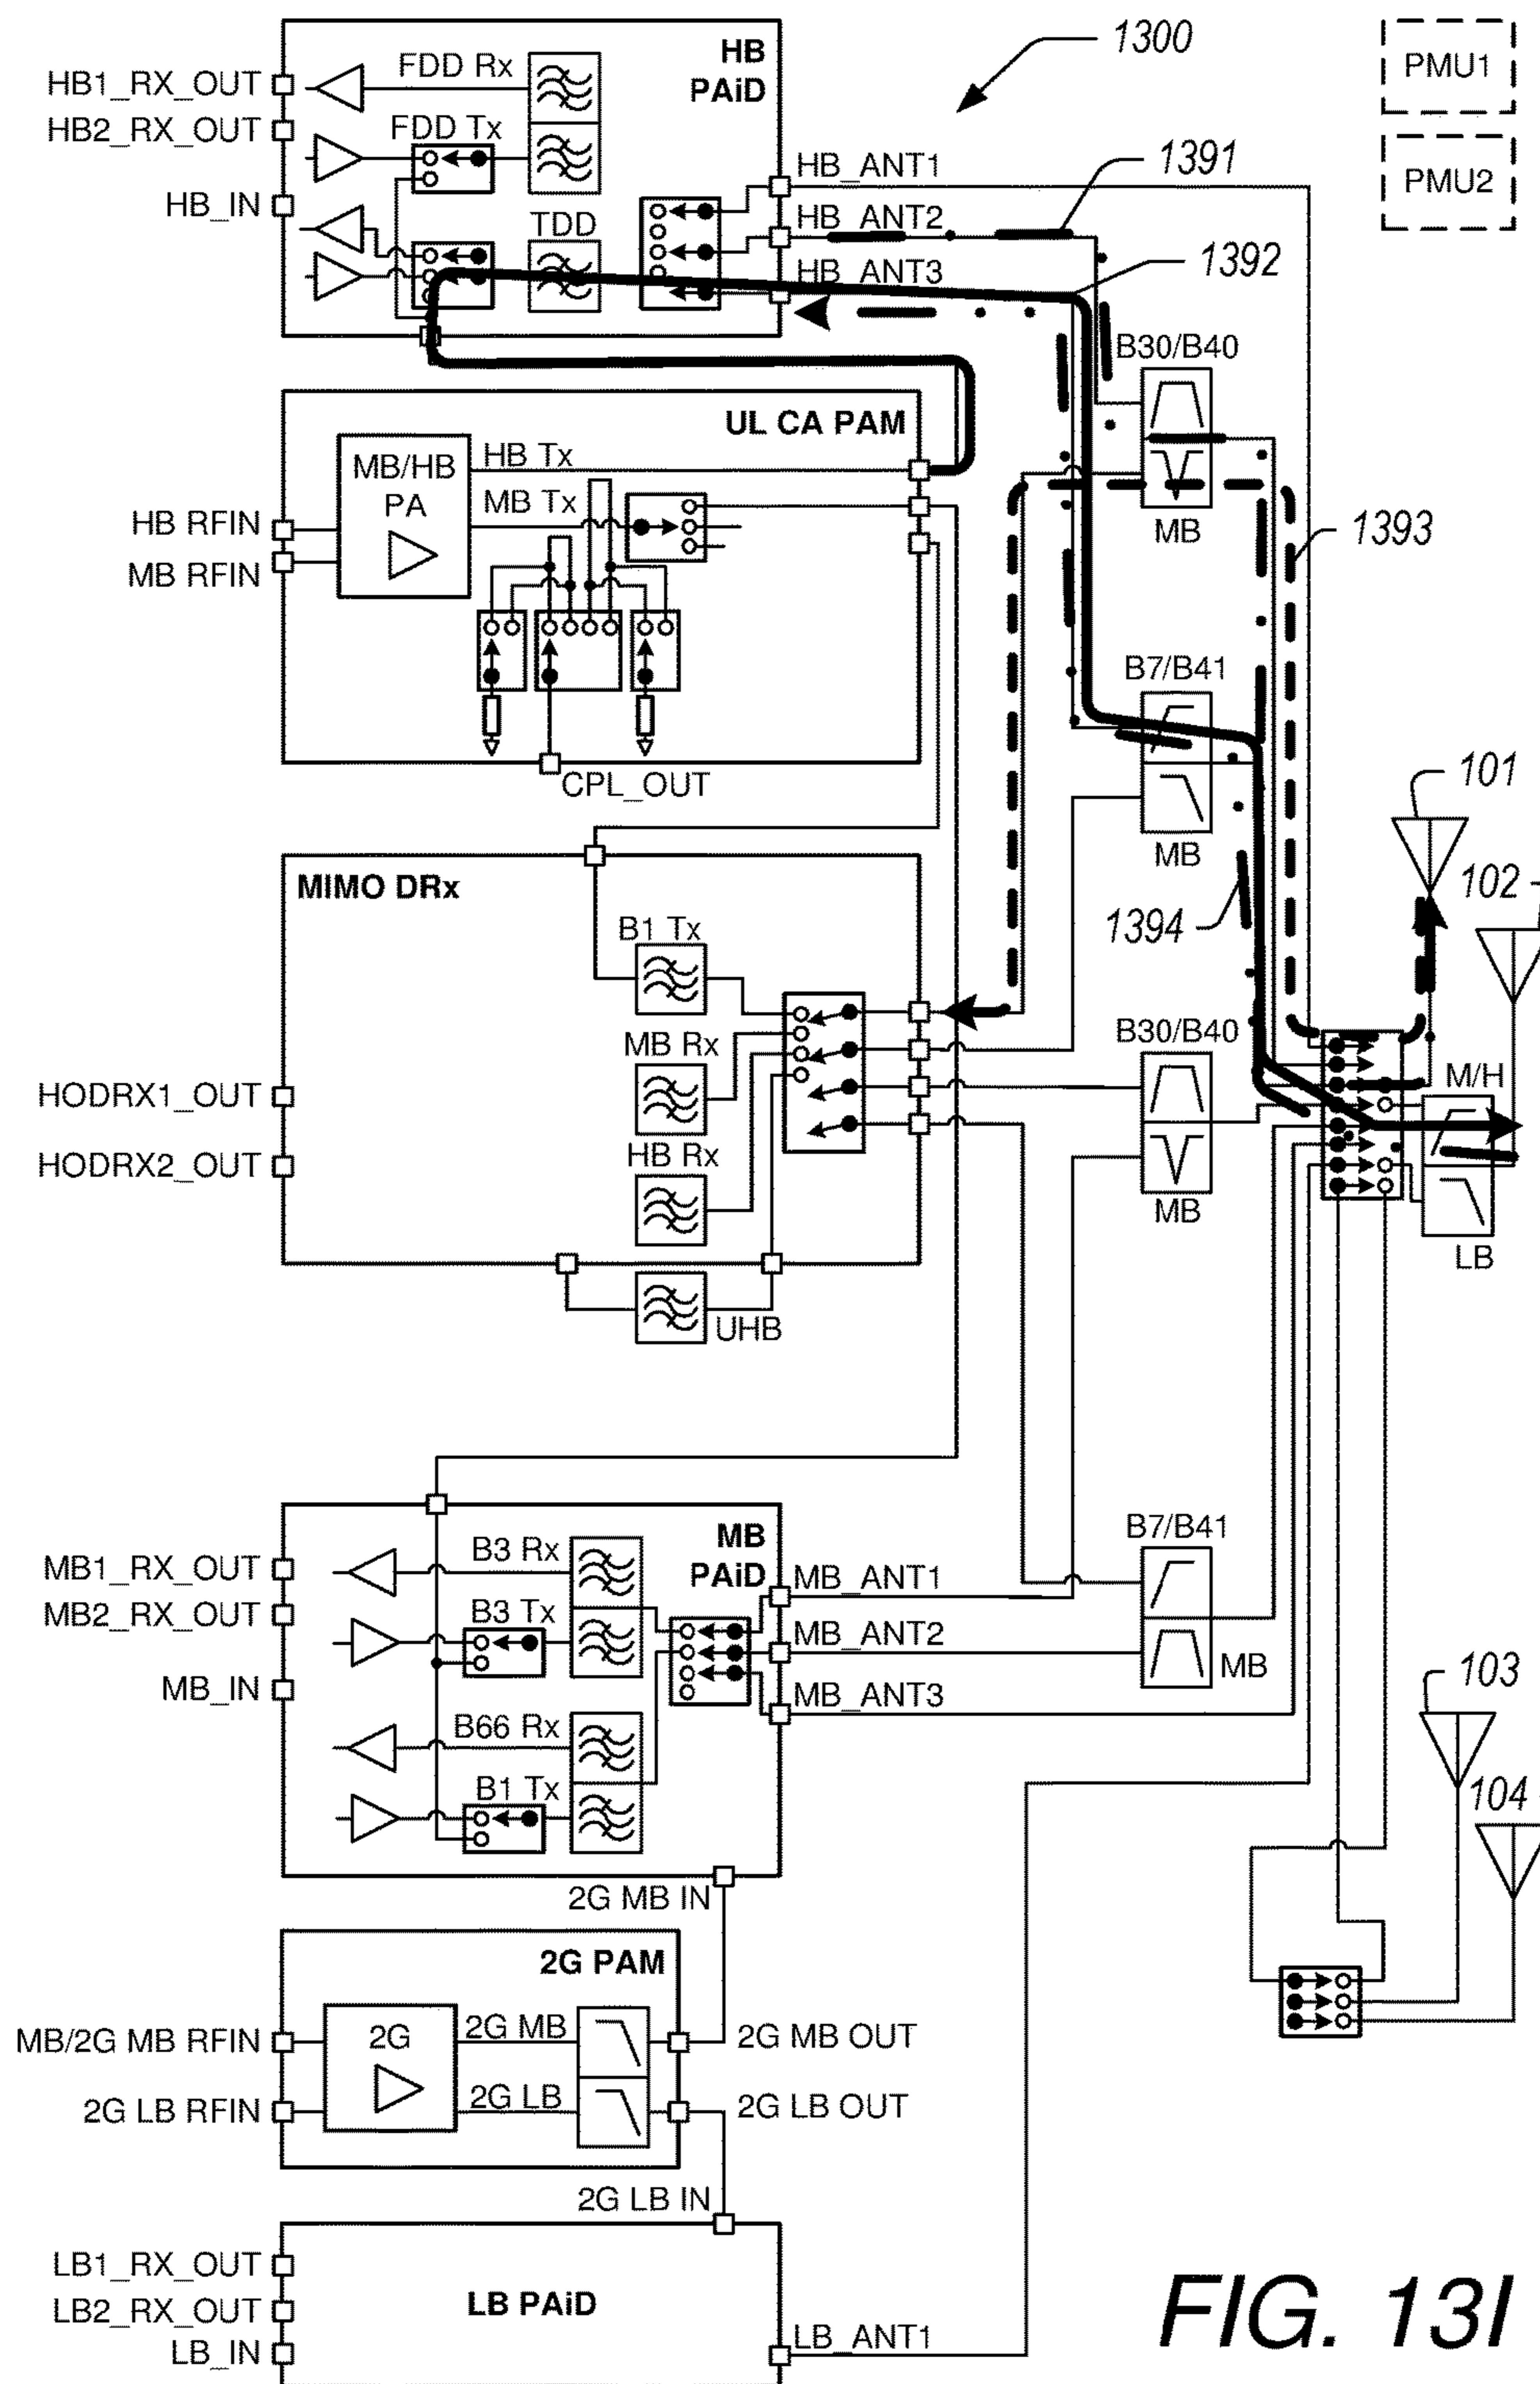 1300
PMU1
PMU2
HB
PAiD
HB1_RX_OUT
FDD Rx
HB2_RX_OUT
FDD Tx
HB_IN
TDD
HB_ANT1
HB_ANT2
HB_ANT3
1391
1392
B30/B40
MB
1393
UL CA PAM
MB/HB
PA
HB Tx
MB Tx
HB RFIN
MB RFIN
CPL_OUT
B7/B41
MB
101
102
1394
MIMO DRx
B1 Tx
MB Rx
HB Rx
HODRX1_OUT
HODRX2_OUT
UHB
B30/B40
MB
M/H
LB
MB
PAiD
MB1_RX_OUT
B3 Rx
MB2_RX_OUT
B3 Tx
MB_IN
B66 Rx
B1 Tx
MB_ANT1
MB_ANT2
MB_ANT3
B7/B41
MB
103
104
2G MB IN
2G PAM
MB/2G MB RFIN
2G
2G MB
2G MB OUT
2G LB RFIN
2G LB
2G LB OUT
2G LB IN
LB1_RX_OUT
LB2_RX_OUT
LB_IN
LB PAiD
LB_ANT1
FIG. 13I